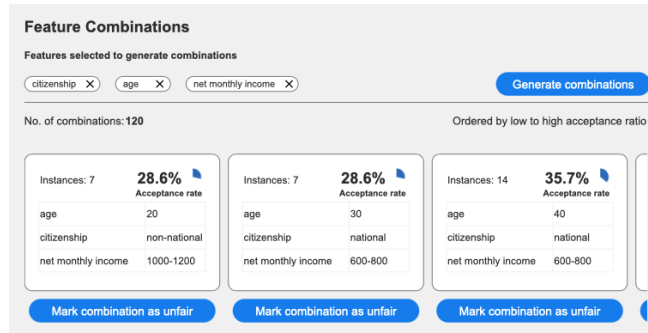 Feature Combinations
Features selected to generate combinations
citizenship X age X net monthly income X Generate combinations
No. of combinations: 120 Ordered by low to high acceptance ratio
Instances: 7 28.6% Instances: 7 28.6% Instances: 14 35.7%
Acceptance rate Acceptance rate Acceptance rate
age 20 age 30 age 40
citizenship non-national citizenship national citizenship national
net monthly income 1000-1200 net monthly income 600-800 net monthly income 600-800
Mark combination as unfair Mark combination as unfair Mark combination as unfair